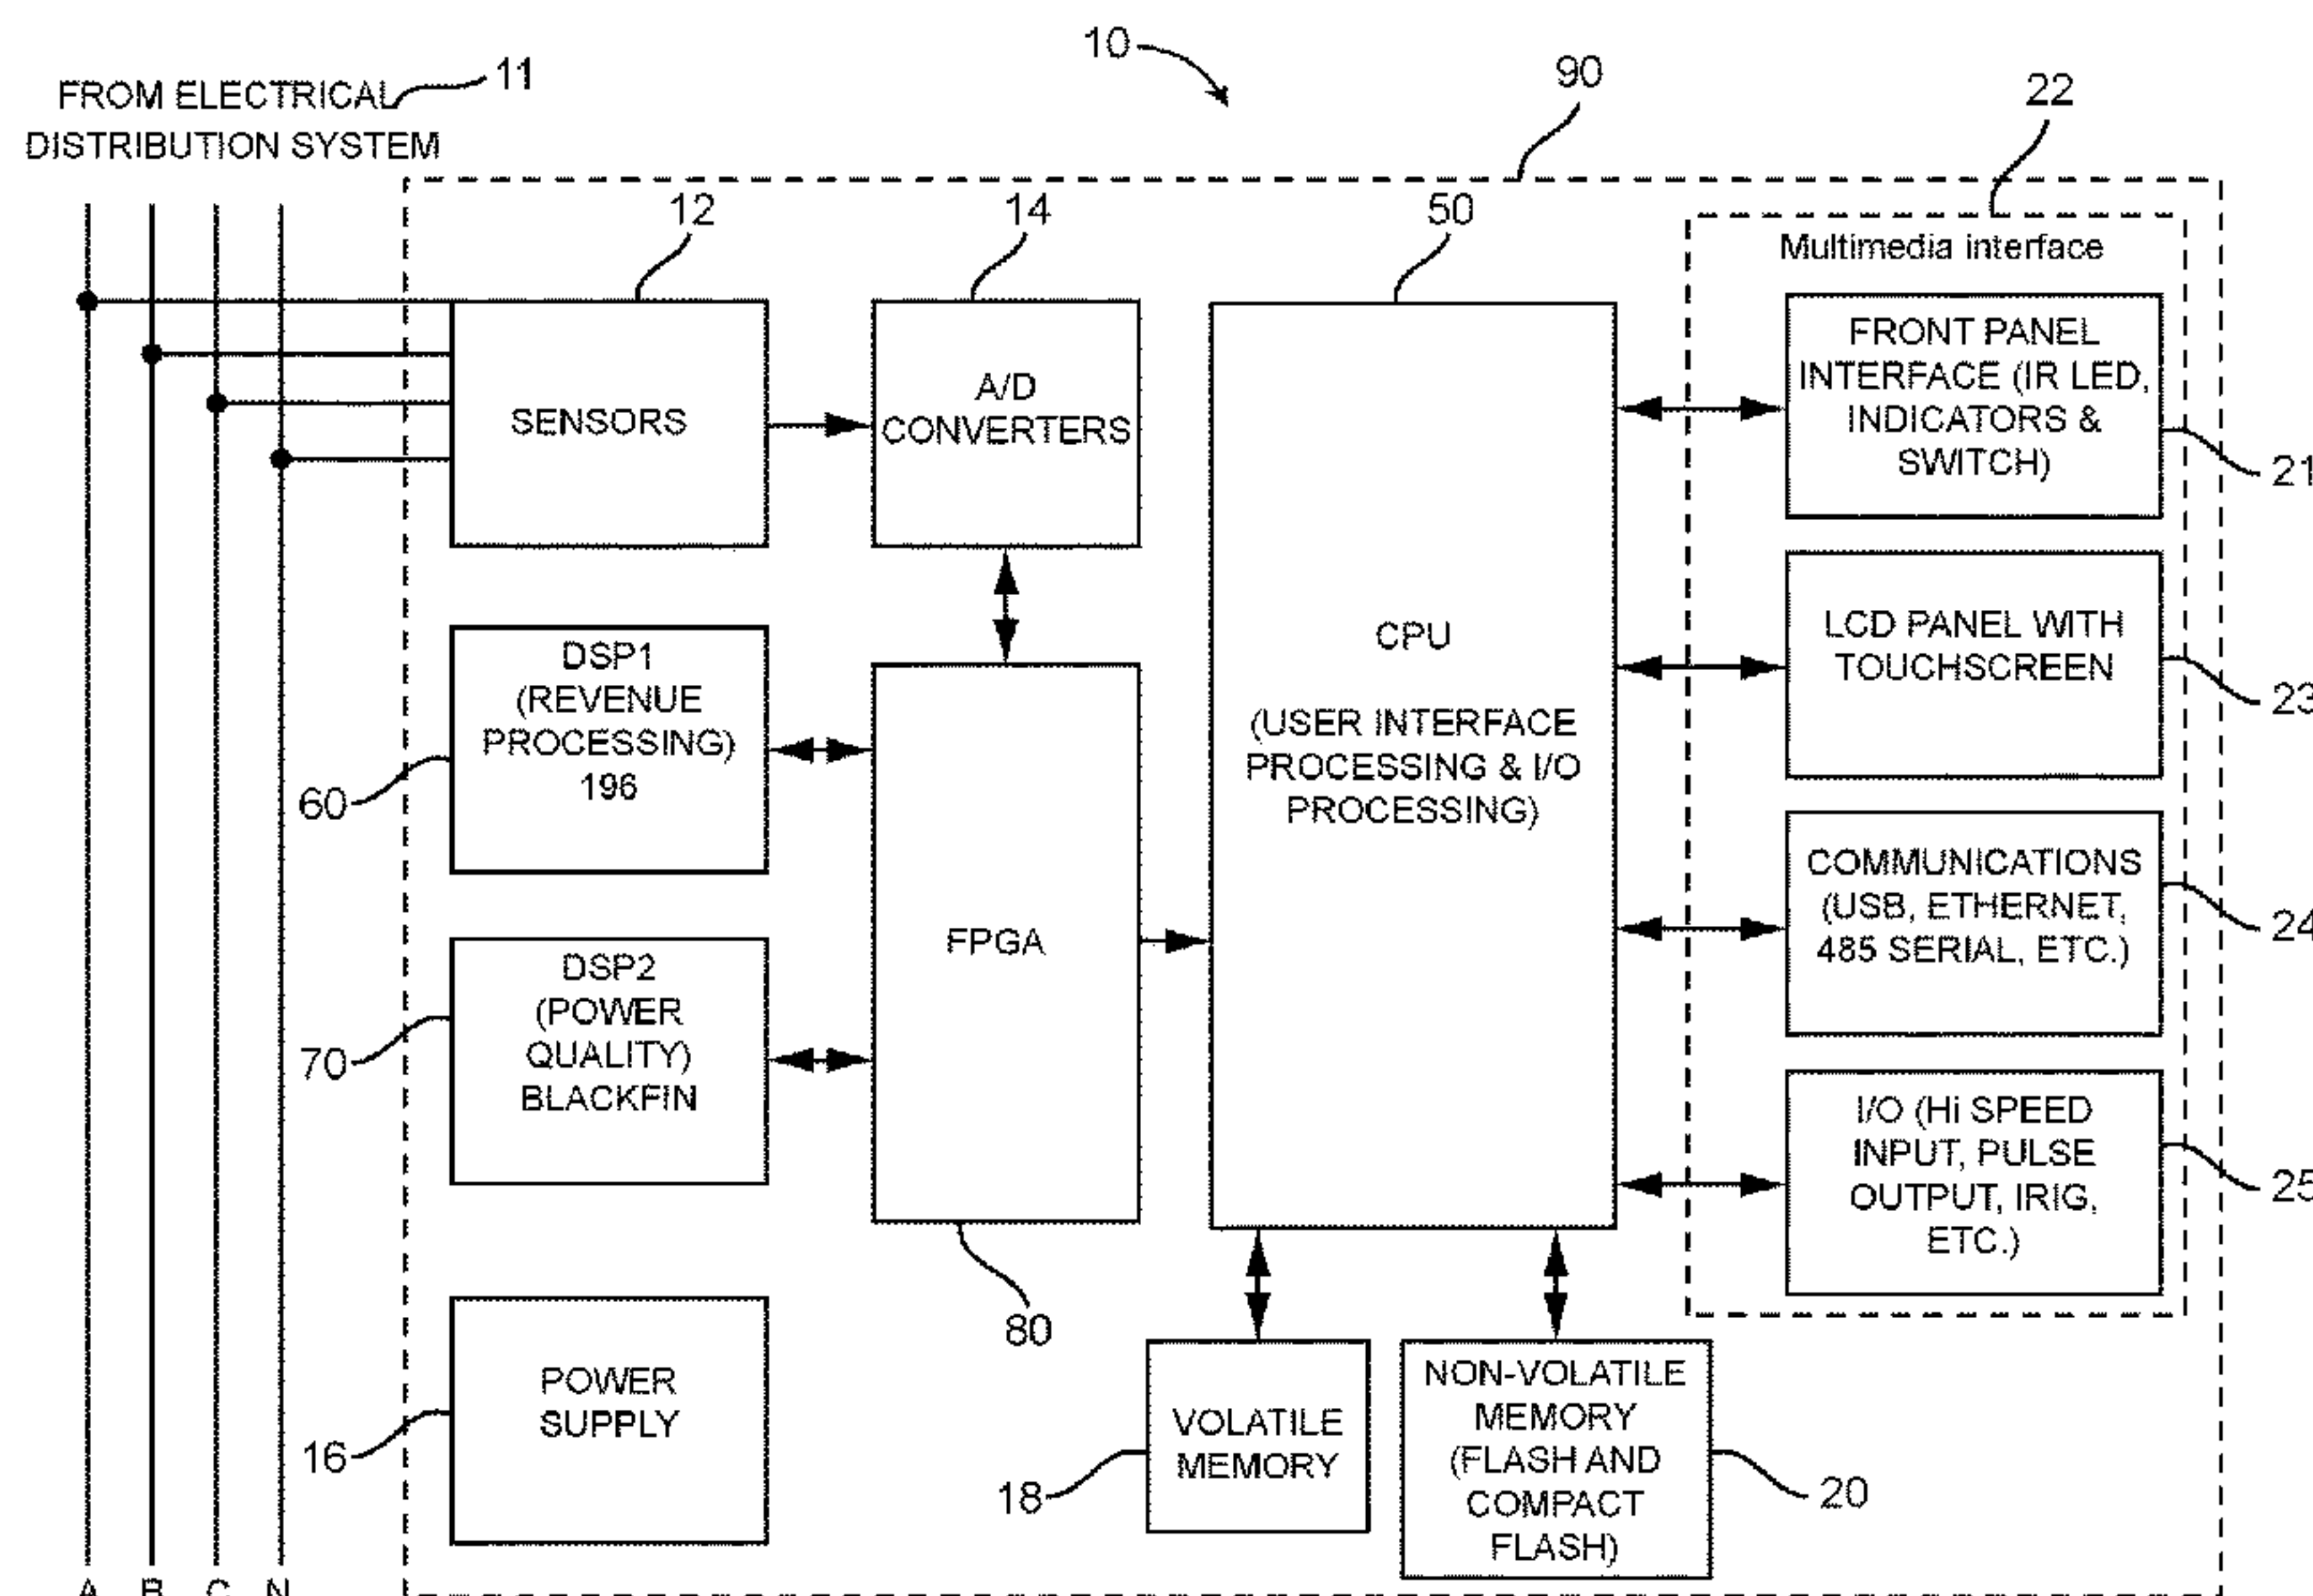 10
90
22
FROM ELECTRICAL
DISTRIBUTION SYSTEM
11
12
14
50
Multimedia interface
SENSORS
A/D
CONVERTERS
CPU
(USER INTERFACE
PROCESSING & I/O
PROCESSING)
FRONT PANEL
INTERFACE (IR LED,
INDICATORS &
SWITCH)
21
LCD PANEL WITH
TOUCHSCREEN
23
COMMUNICATIONS
(USB, ETHERNET,
485 SERIAL, ETC.)
24
I/O (Hi SPEED
INPUT, PULSE
OUTPUT, IRIG,
ETC.)
25
DSP1
(REVENUE
PROCESSING)
196
60
DSP2
(POWER
QUALITY)
BLACKFIN
70
FPGA
80
POWER
SUPPLY
16
VOLATILE
MEMORY
18
NON-VOLATILE
MEMORY
(FLASH AND
COMPACT
FLASH)
20
A B C N